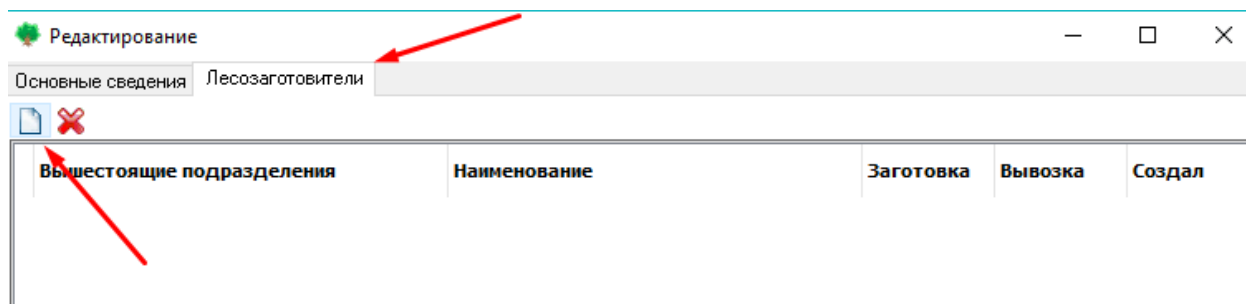 Редактирование
Основные сведения Лесозаготовители
Вышестоящие подразделения Наименование Заготовка Вывозка Создал